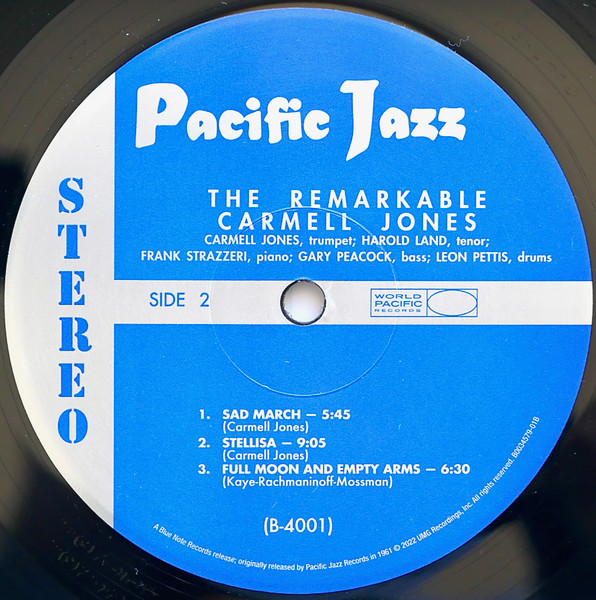 Pacific Jazz
STEREO
THE REMARKABLE
CARMELL JONES
CARMELL JONES, trumpet; HAROLD LAND, tenor;
FRANK STRAZZERI, piano; GARY PEACOCK, bass; LEON PETTIS, drums
SIDE 2
WORLD
PACIFIC
RECORDS
1. SAD MARCH – 5:45
(Carmell Jones)
2. STELLISA – 9:05
(Carmell Jones)
3. FULL MOON AND EMPTY ARMS – 6:30
(Kaye-Rachmaninoff-Mossman)
(B-4001)
A Blue Note Records release; originally released by Pacific Jazz Records in 1961 © 2022 UMG Recordings, Inc. All rights reserved. B0034579-01B